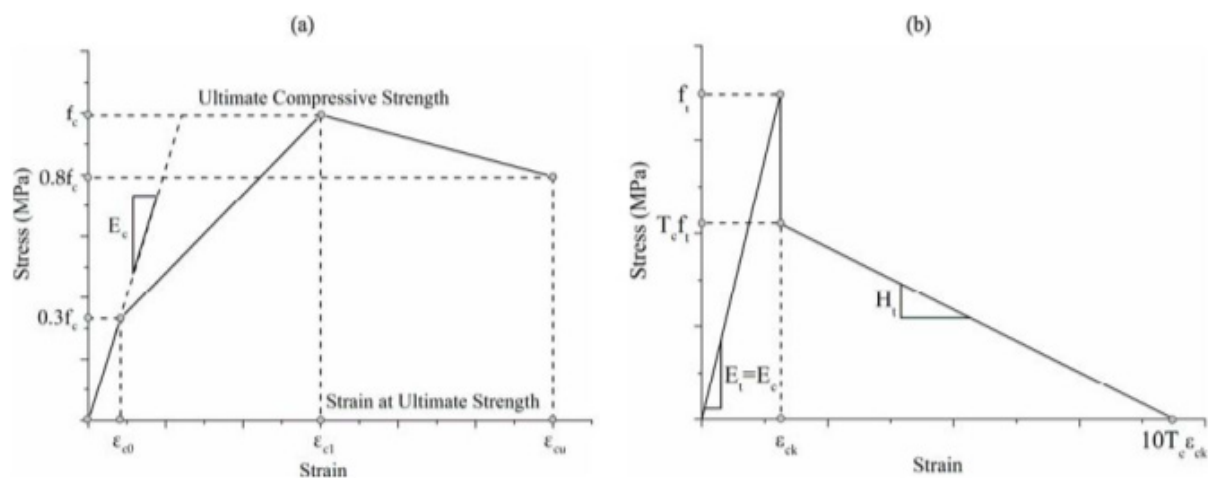 (a)
Ultimate Compressive Strength
f_c
0.8f_c
E_c
0.3f_c
Strain at Ultimate Strength
ε_c0
ε_c1
ε_cu
Stress (MPa)
Strain
(b)
f_t
T_c f_t
H_t
E_t=E_c
ε_ck
10T_c ε_ck
Stress (MPa)
Strain